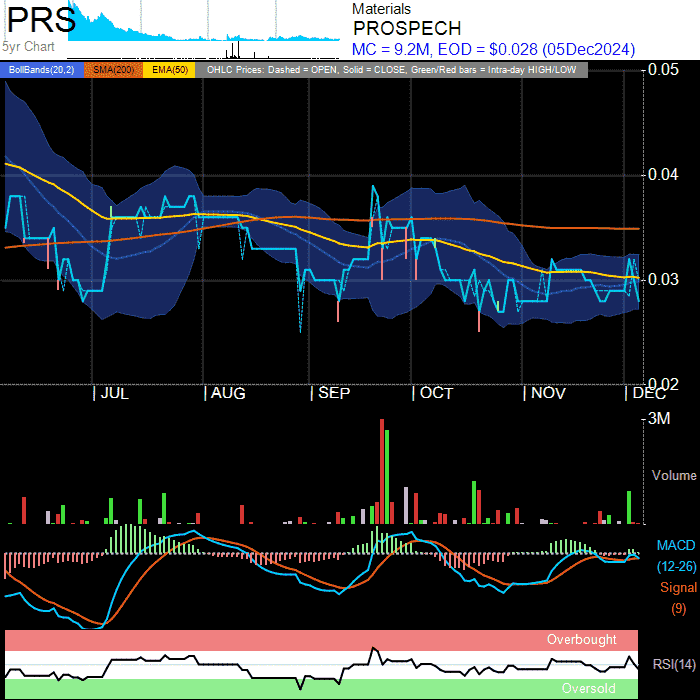 PRS
5yr Chart
Materials
PROSPECH
MC = 9.2M, EOD = $0.028 (05Dec2024)
BollBands(20,2) SMA(200) EMA(50) OHLC Prices: Dashed = OPEN, Solid = CLOSE, Green/Red bars = Intra-day HIGH/LOW
0.05
0.04
0.03
0.02
| JUL | AUG | SEP | OCT | NOV | DEC
3M
Volume
MACD
(12-26)
Signal
(9)
Overbought
RSI(14)
Oversold